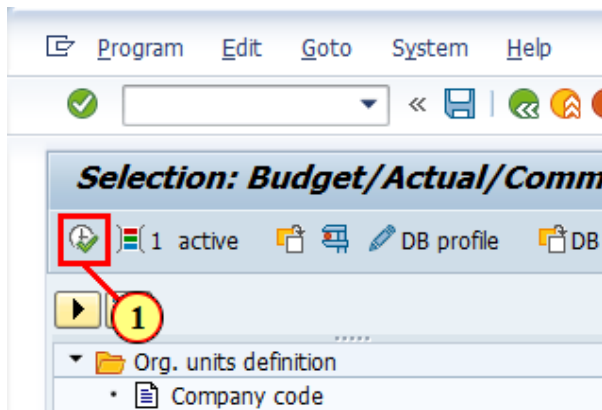 Program Edit Goto System Help
«
Selection: Budget/Actual/Comm
1 active DB profile DB
1
Org. units definition
Company code